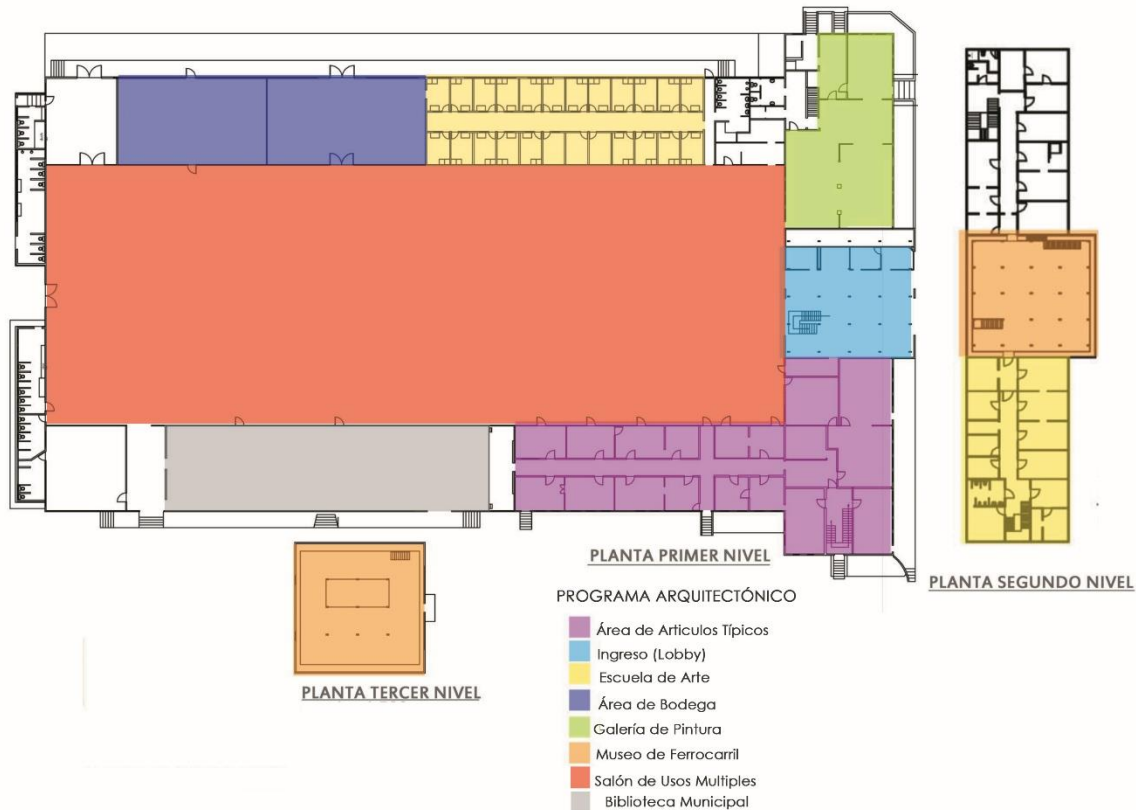 PLANTA PRIMER NIVEL
PLANTA SEGUNDO NIVEL
PLANTA TERCER NIVEL
PROGRAMA ARQUITECTÓNICO
Área de Articulos Típicos
Ingreso (Lobby)
Escuela de Arte
Área de Bodega
Galería de Pintura
Museo de Ferrocarril
Salón de Usos Multiples
Biblioteca Municipal